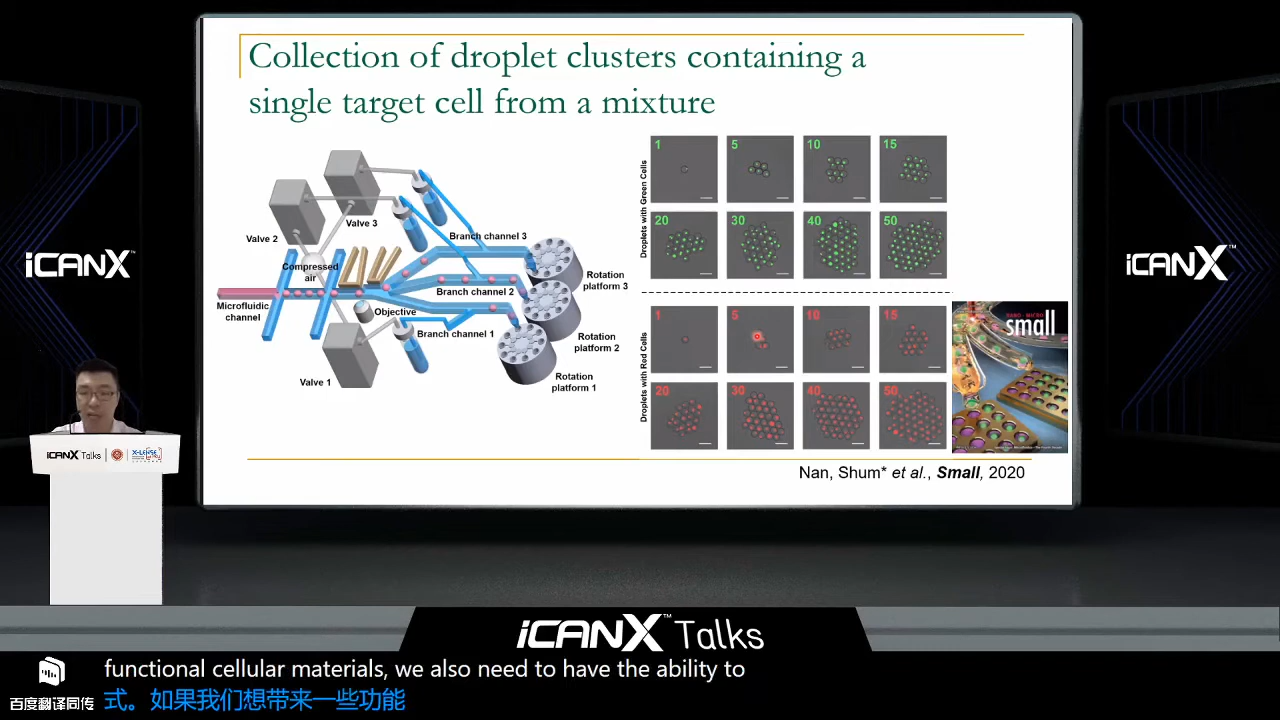 Collection of droplet clusters containing a
single target cell from a mixture
Valve 2
Valve 3
Compressed
air
Microfluidic
channel
Objective
Valve 1
Branch channel 3
Branch channel 2
Branch channel 1
Rotation
platform 3
Rotation
platform 2
Rotation
platform 1
Droplets with Green Cells
1
5
10
15
20
30
40
50
Droplets with Red Cells
1
5
10
15
20
30
40
50
small
Nan, Shum* et al., Small, 2020
iCANX™
iCANX™
iCANX Talks
X-LENSE
iCANX™ Talks
百度翻译同传
functional cellular materials, we also need to have the ability to
式。如果我们想带来一些功能